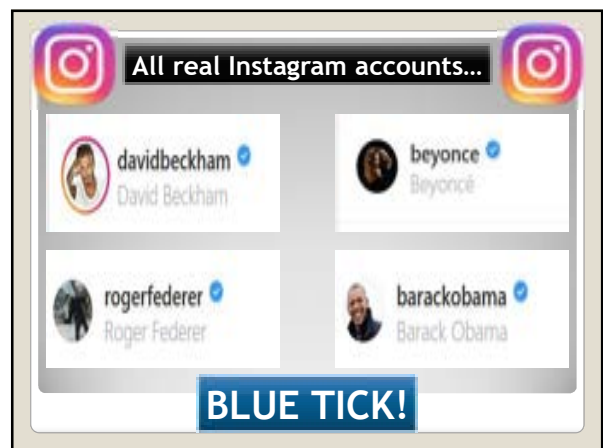 All real Instagram accounts…
davidbeckham
David Beckham
beyonce
Beyoncé
rogerfederer
Roger Federer
barackobama
Barack Obama
BLUE TICK!